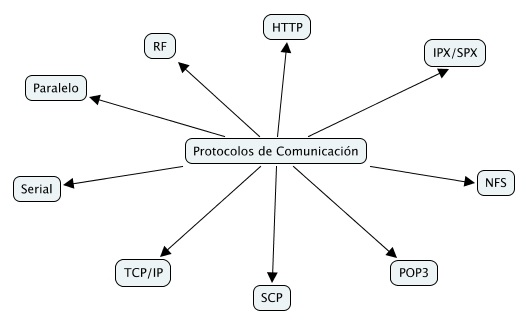 HTTP
RF
IPX/SPX
Paralelo
Protocolos de Comunicación
Serial
NFS
TCP/IP
POP3
SCP